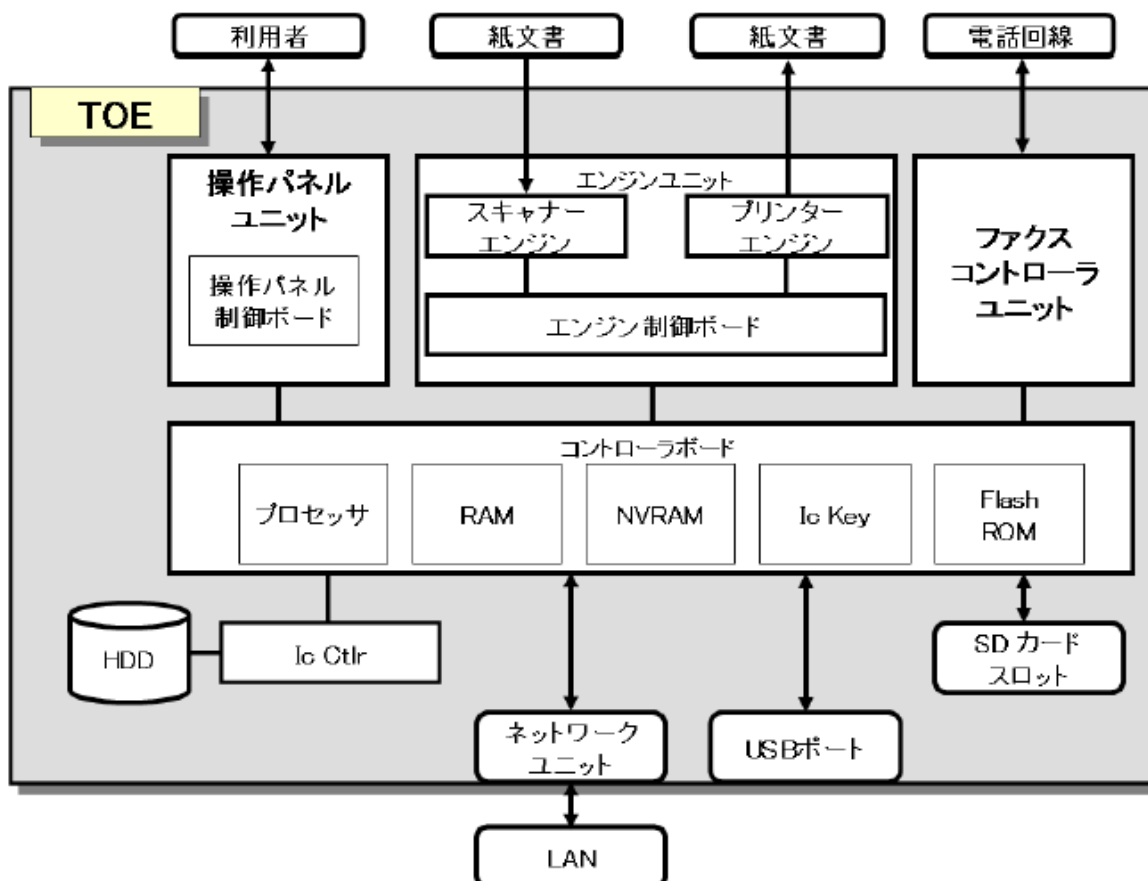 利用者
紙文書
紙文書
電話回線
TOE
操作パネル
ユニット
操作パネル
制御ボード
エンジンユニット
スキャナー
エンジン
プリンター
エンジン
エンジン制御ボード
ファクス
コントローラ
ユニット
コントローラボード
プロセッサ
RAM
NVRAM
Ic Key
Flash
ROM
HDD
Ic Ctlr
SD カード
スロット
ネットワーク
ユニット
USBポート
LAN